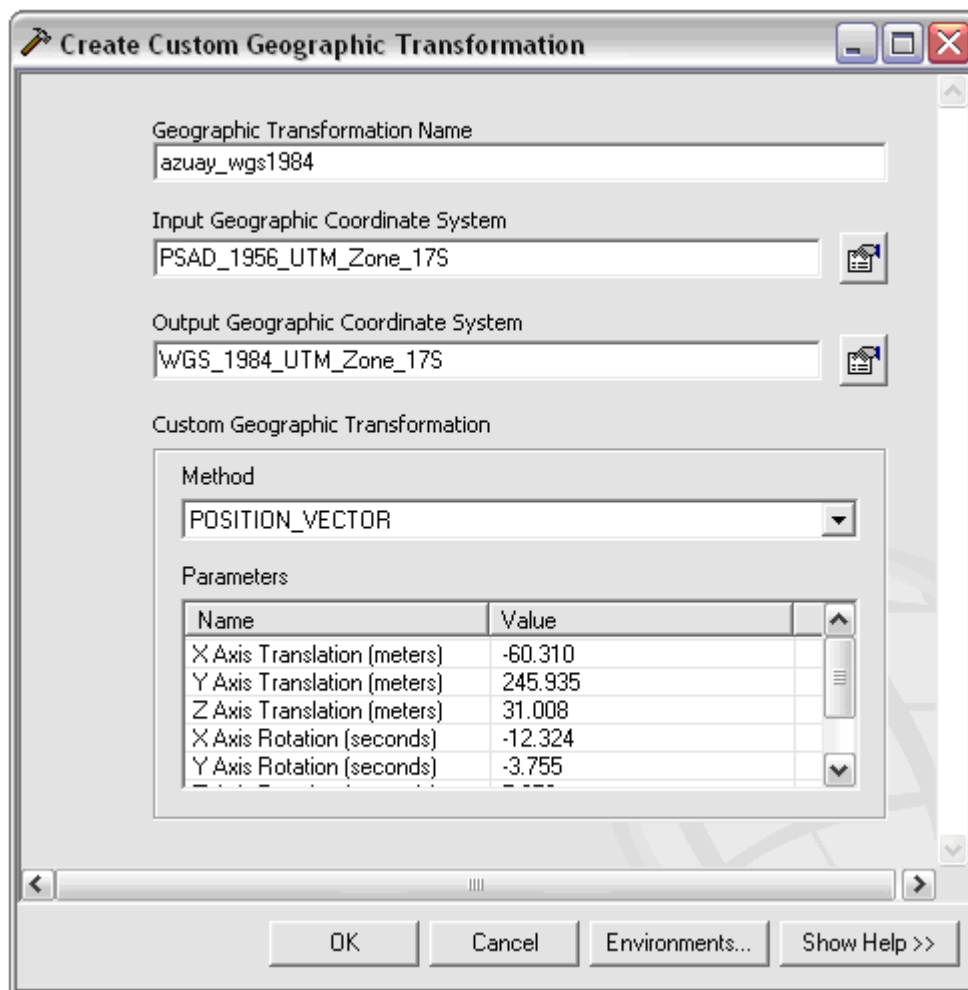 Create Custom Geographic Transformation
Geographic Transformation Name
azuay_wgs1984
Input Geographic Coordinate System
PSAD_1956_UTM_Zone_17S
Output Geographic Coordinate System
WGS_1984_UTM_Zone_17S
Custom Geographic Transformation
Method
POSITION_VECTOR
Parameters
Name Value
X Axis Translation (meters) -60.310
Y Axis Translation (meters) 245.935
Z Axis Translation (meters) 31.008
X Axis Rotation (seconds) -12.324
Y Axis Rotation (seconds) -3.755
OK Cancel Environments... Show Help >>